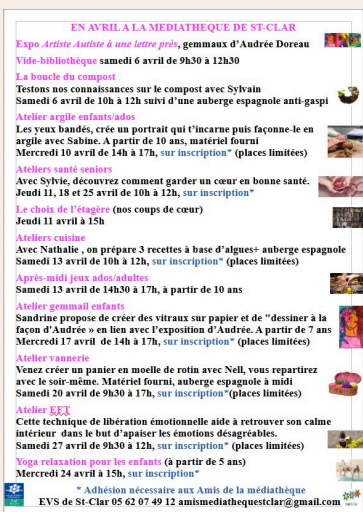 EN AVRIL A LA MEDIATHEQUE DE ST-CLAR
Expo Artiste Autiste à une lettre près, gemmaux d'Audrée Doreau
Vide-bibliothèque samedi 6 avril de 9h30 à 12h30
La boucle du compost
Testons nos connaissances sur le compost avec Sylvain
Samedi 6 avril de 10h à 12h suivi d'une auberge espagnole anti-gaspi
Atelier argile enfants/ados
Les yeux bandés, crée un portrait qui t'incarne puis façonne-le en
argile avec Sabine. A partir de 10 ans, matériel fourni
Mercredi 10 avril de 14h à 17h, sur inscription* (places limitées)
Ateliers santé seniors
Avec Sylvie, découvrez comment garder un cœur en bonne santé.
Jeudi 11, 18 et 25 avril de 10h à 12h, sur inscription*
Le choix de l'étagère (nos coups de cœur)
Jeudi 11 avril à 15h
Ateliers cuisine
Avec Nathalie , on prépare 3 recettes à base d'algues+ auberge espagnole
Samedi 13 avril de 10h à 12h, sur inscription* (places limitées)
Après-midi jeux ados/adultes
Samedi 13 avril de 14h30 à 17h, à partir de 10 ans
Atelier gemmail enfants
Sandrine propose de créer des vitraux sur papier et de "dessiner à la
façon d'Audrée » en lien avec l'exposition d'Audrée. A partir de 7 ans
Mercredi 17 avril de 14h à 17h, sur inscription* (places limitées)
Atelier vannerie
Venez créer un panier en moelle de rotin avec Nell, vous repartirez
avec le soir-même. Matériel fourni, auberge espagnole à midi
Samedi 20 avril de 9h30 à 17h, sur inscription*(places limitées)
Atelier EFT
Cette technique de libération émotionnelle aide à retrouver son calme
intérieur dans le but d'apaiser les émotions désagréables.
Samedi 27 avril de 9h30 à 12h, sur inscription* (places limitées)
Yoga relaxation pour les enfants (à partir de 5 ans)
Mercredi 24 avril à 15h, sur inscription*
* Adhésion nécessaire aux Amis de la médiathèque
EVS de St-Clar 05 62 07 49 12 amismediathequestclar@gmail.com